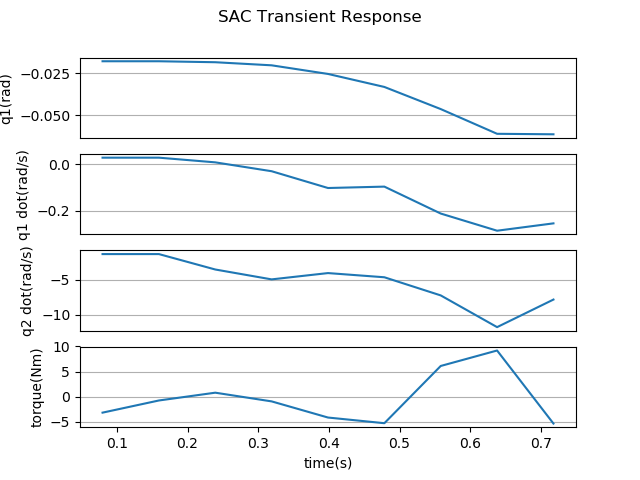 SAC Transient Response
q1(rad)
−0.025
−0.050
q1 dot(rad/s)
0.0
−0.2
q2 dot(rad/s)
−5
−10
torque(Nm)
10
5
0
−5
0.1 0.2 0.3 0.4 0.5 0.6 0.7
time(s)